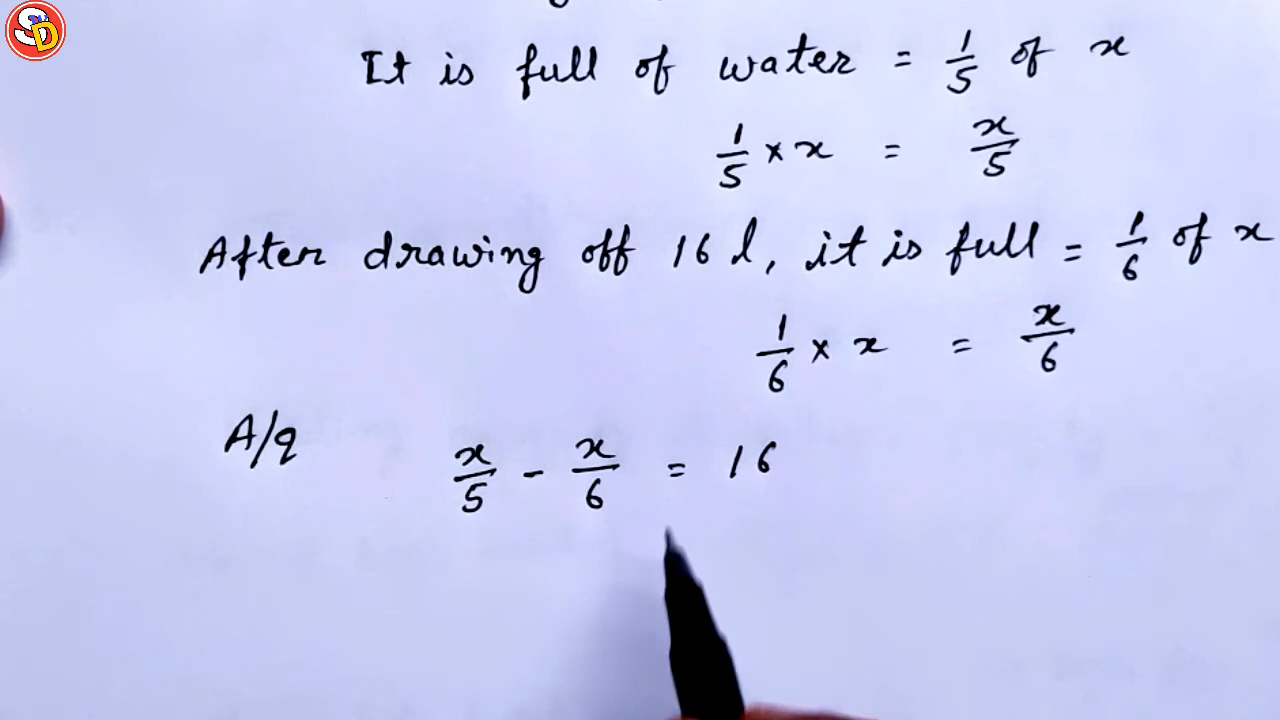 SD
It is full of water = 1/5 of x
1/5 × x = x/5
After drawing off 16 l, it is full = 1/6 of x
1/6 × x = x/6
A/q x/5 - x/6 = 16